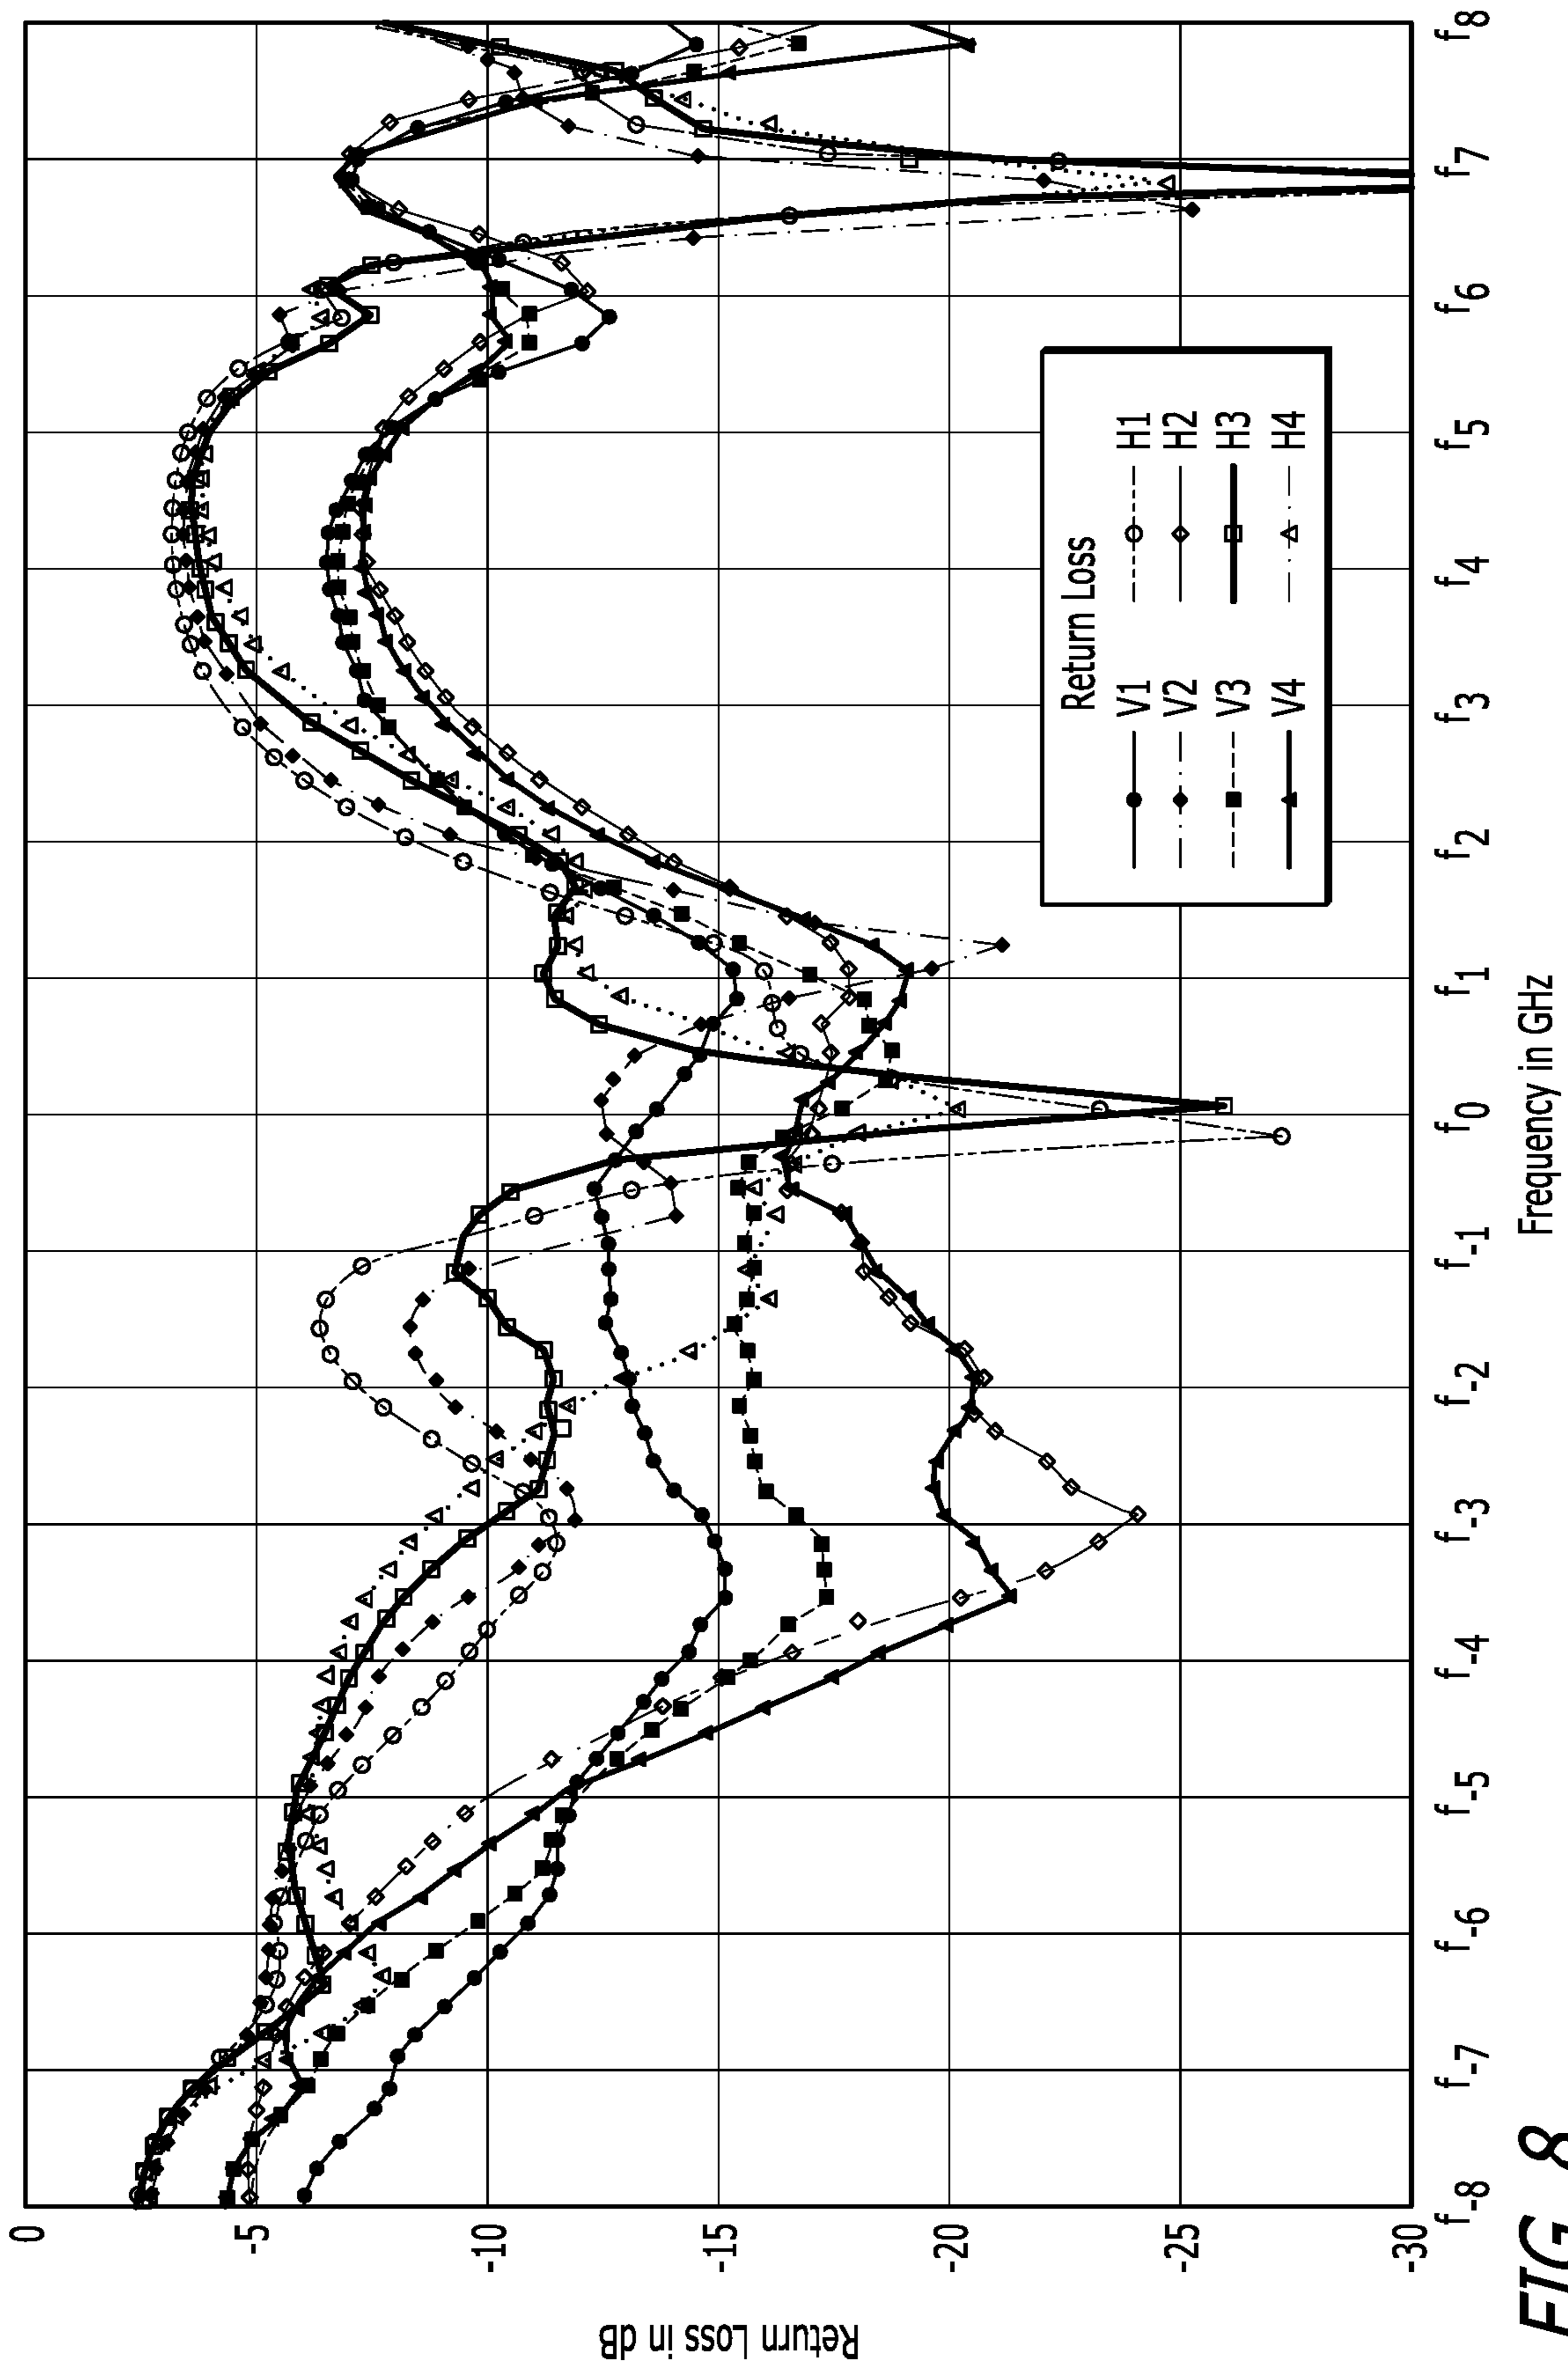 0
-5
-10
-15
-20
-25
-30
Return Loss in dB
f-8
f-7
f-6
f-5
f-4
f-3
f-2
f-1
f0
f1
f2
f3
f4
f5
f6
f7
f8
Frequency in GHz
Return Loss
V1 H1
V2 H2
V3 H3
V4 H4
FIG. 8